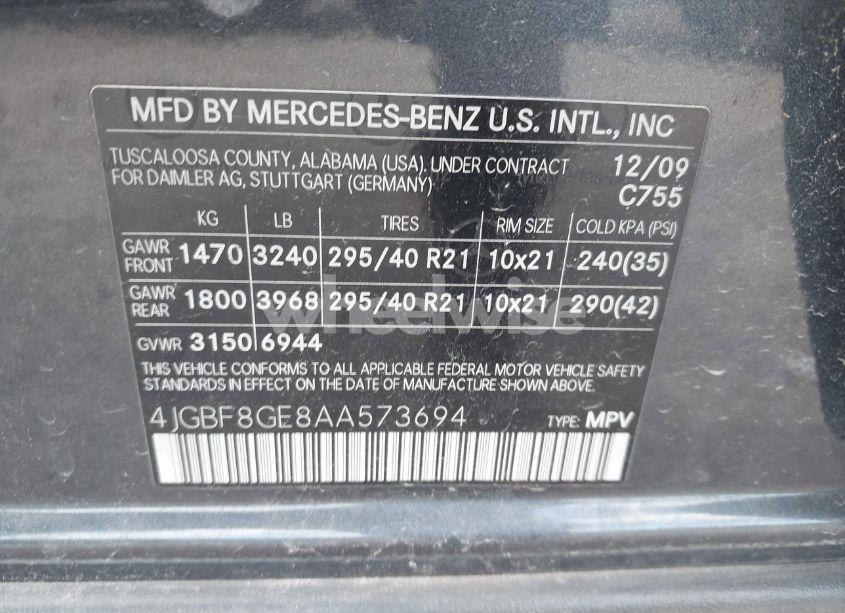 MFD BY MERCEDES-BENZ U.S. INTL., INC
TUSCALOOSA COUNTY, ALABAMA (USA). UNDER CONTRACT 12/09
FOR DAIMLER AG, STUTTGART (GERMANY) C755
KG LB TIRES RIM SIZE COLD KPA (PSI)
GAWR FRONT 1470 3240 295/40 R21 10x21 240(35)
GAWR REAR 1800 3968 295/40 R21 10x21 290(42)
GVWR 3150 6944
THIS VEHICLE CONFORMS TO ALL APPLICABLE FEDERAL MOTOR VEHICLE SAFETY
STANDARDS IN EFFECT ON THE DATE OF MANUFACTURE SHOWN ABOVE.
4JGBF8GE8AA573694 TYPE: MPV
wheelwise